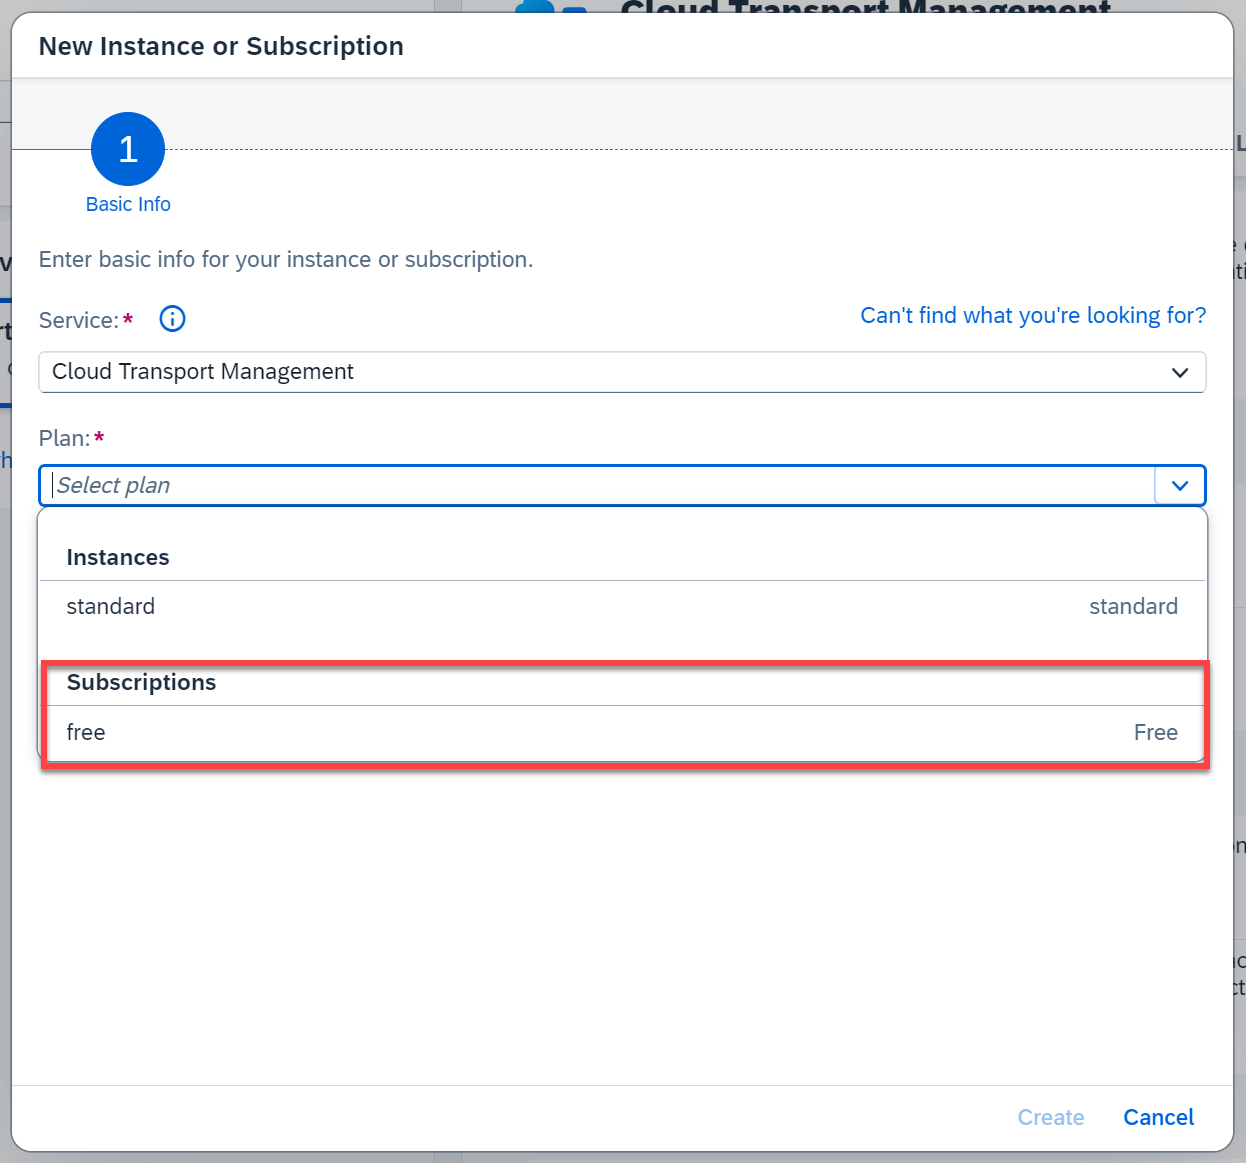 Cloud Transport Management
New Instance or Subscription
1
Basic Info
Enter basic info for your instance or subscription.
Service:*
Can't find what you're looking for?
Cloud Transport Management
Plan:*
Select plan
Instances
standard standard
Subscriptions
free Free
Create Cancel